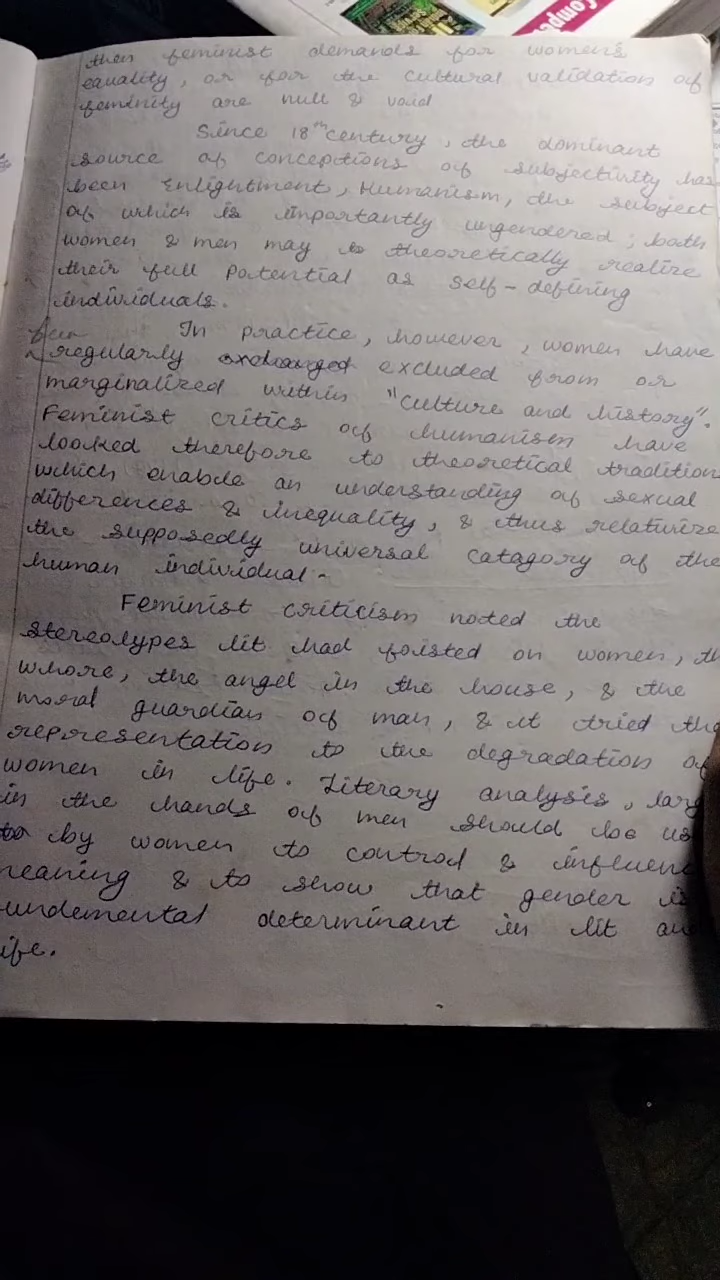 Compe
then feminist demands for women's
equality, or for the cultural validation of
feminity are null & void
Since 18th century, the dominant
source of conceptions of subjectivity has
been Enlightment, Humanism, the subject
of which is importantly ungendered; both
women & men may theoretically realize
their full potential as self-defining
individuals.
In practice, however, women have
regularly exchanged excluded from or
marginalized within "culture and history".
Feminist critics of humanism have
looked therefore to theoretical tradition
which enable an understanding of sexual
differences & inequality, & thus relativize
the supposedly universal catagory of the
human individual-
Feminist criticism noted the
stereotypes lit had foisted on women, th
whore, the angel in the house, & the
moral guardian of man, & it tried the
representation to the degradation of
women in life. Literary analysis, larg
in the hands of men should be us
by women to control & influenc
meaning & to show that gender is
fundemental determinant in lit an
ife.